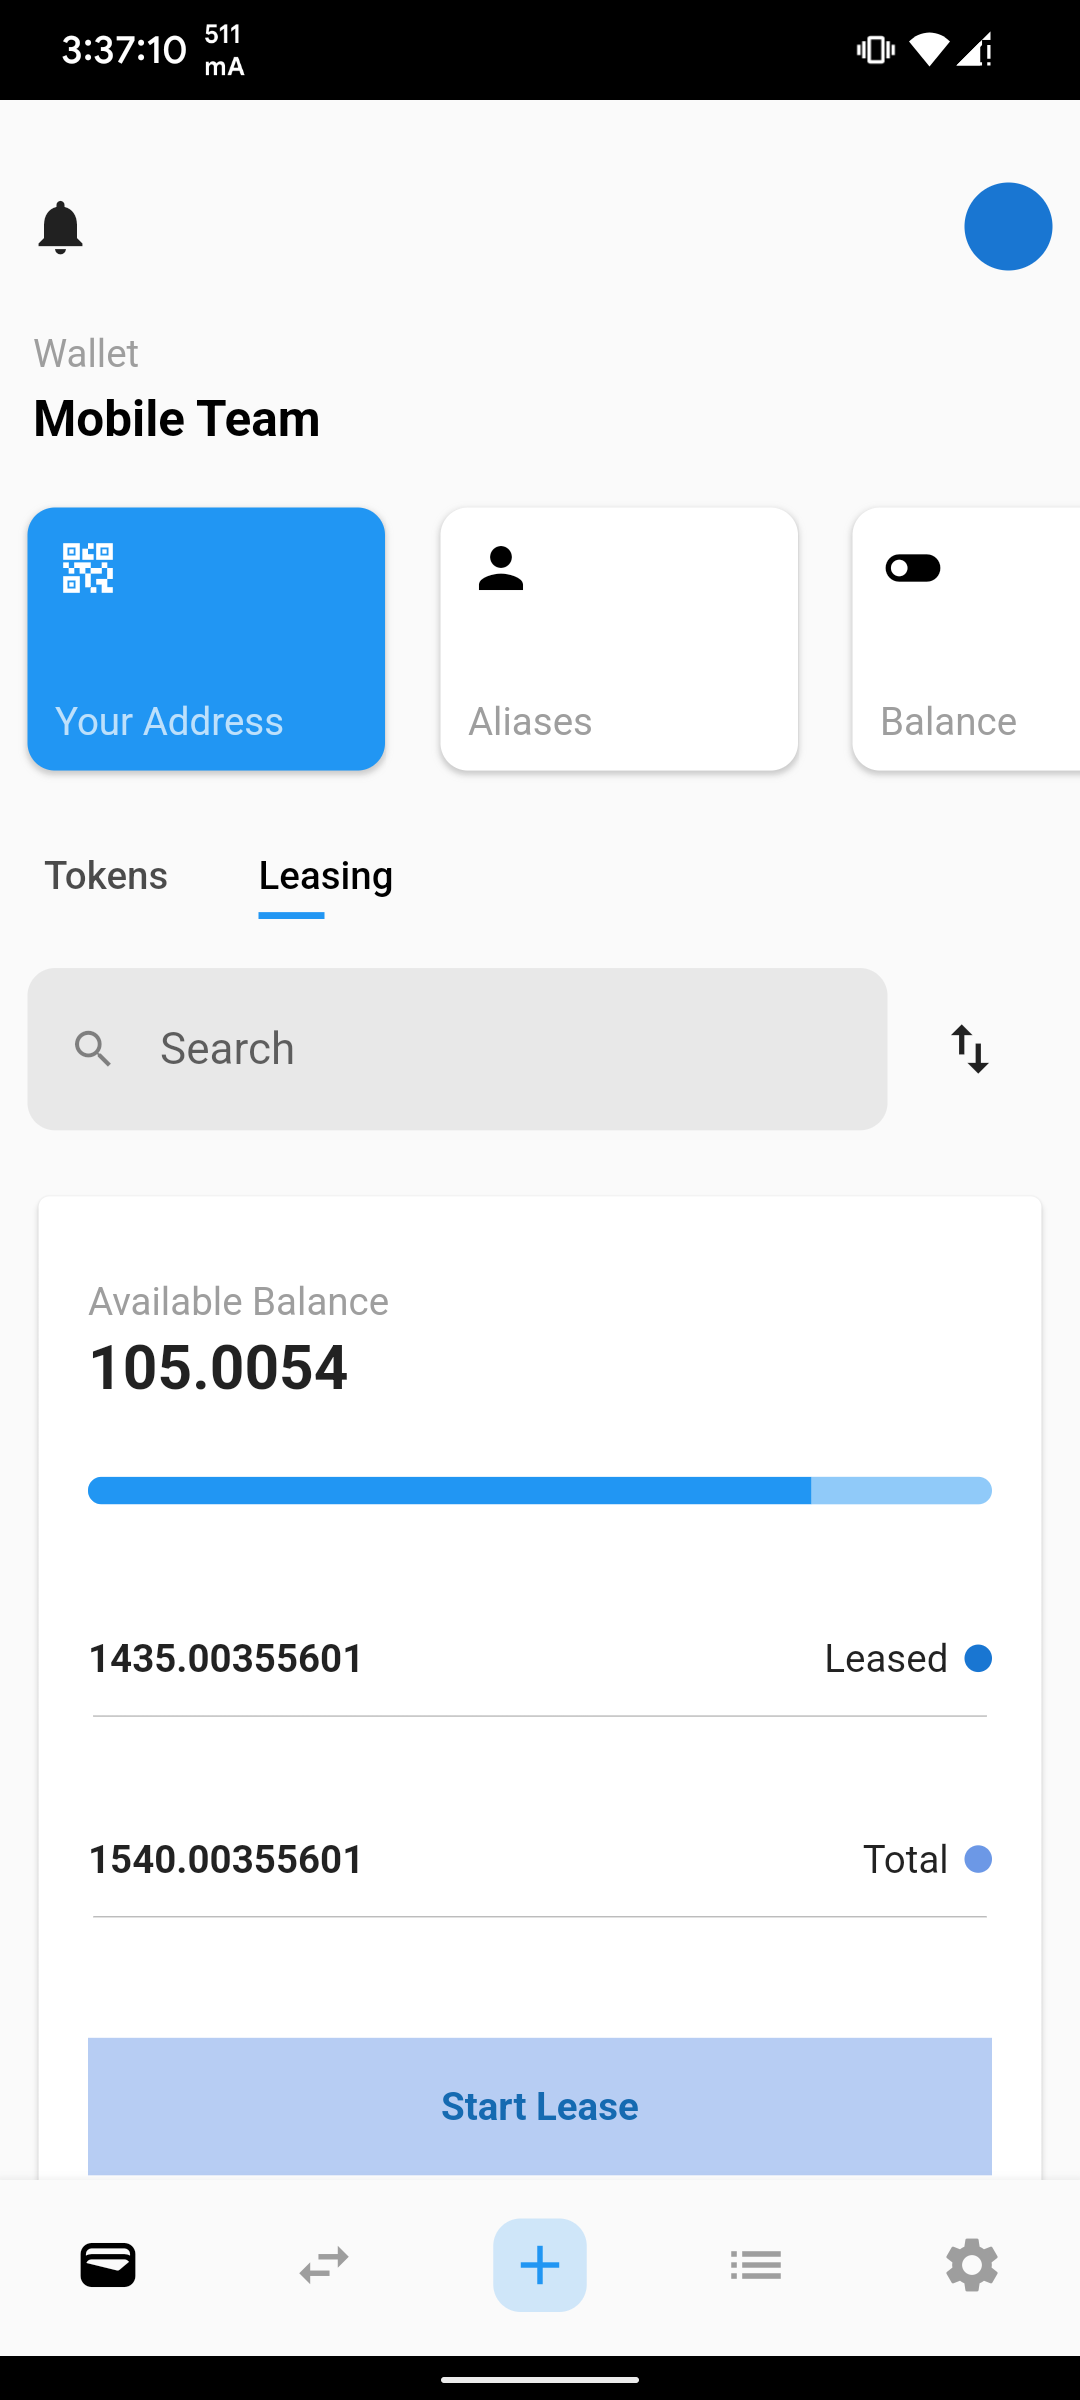 3:37:10
511
mA
Wallet
Mobile Team
Your Address
Aliases
Balance
Tokens
Leasing
Search
Available Balance
105.0054
1435.00355601
Leased
1540.00355601
Total
Start Lease